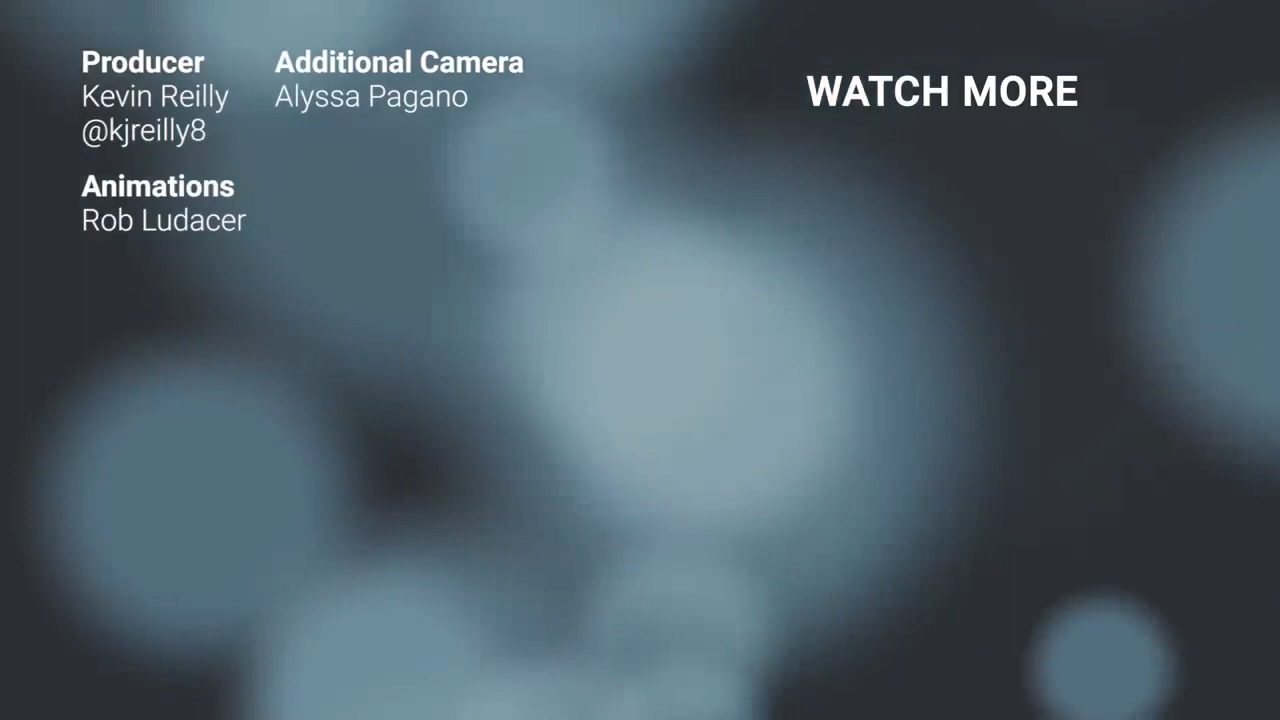 Producer
Kevin Reilly
@kjreilly8
Animations
Rob Ludacer
Additional Camera
Alyssa Pagano
WATCH MORE